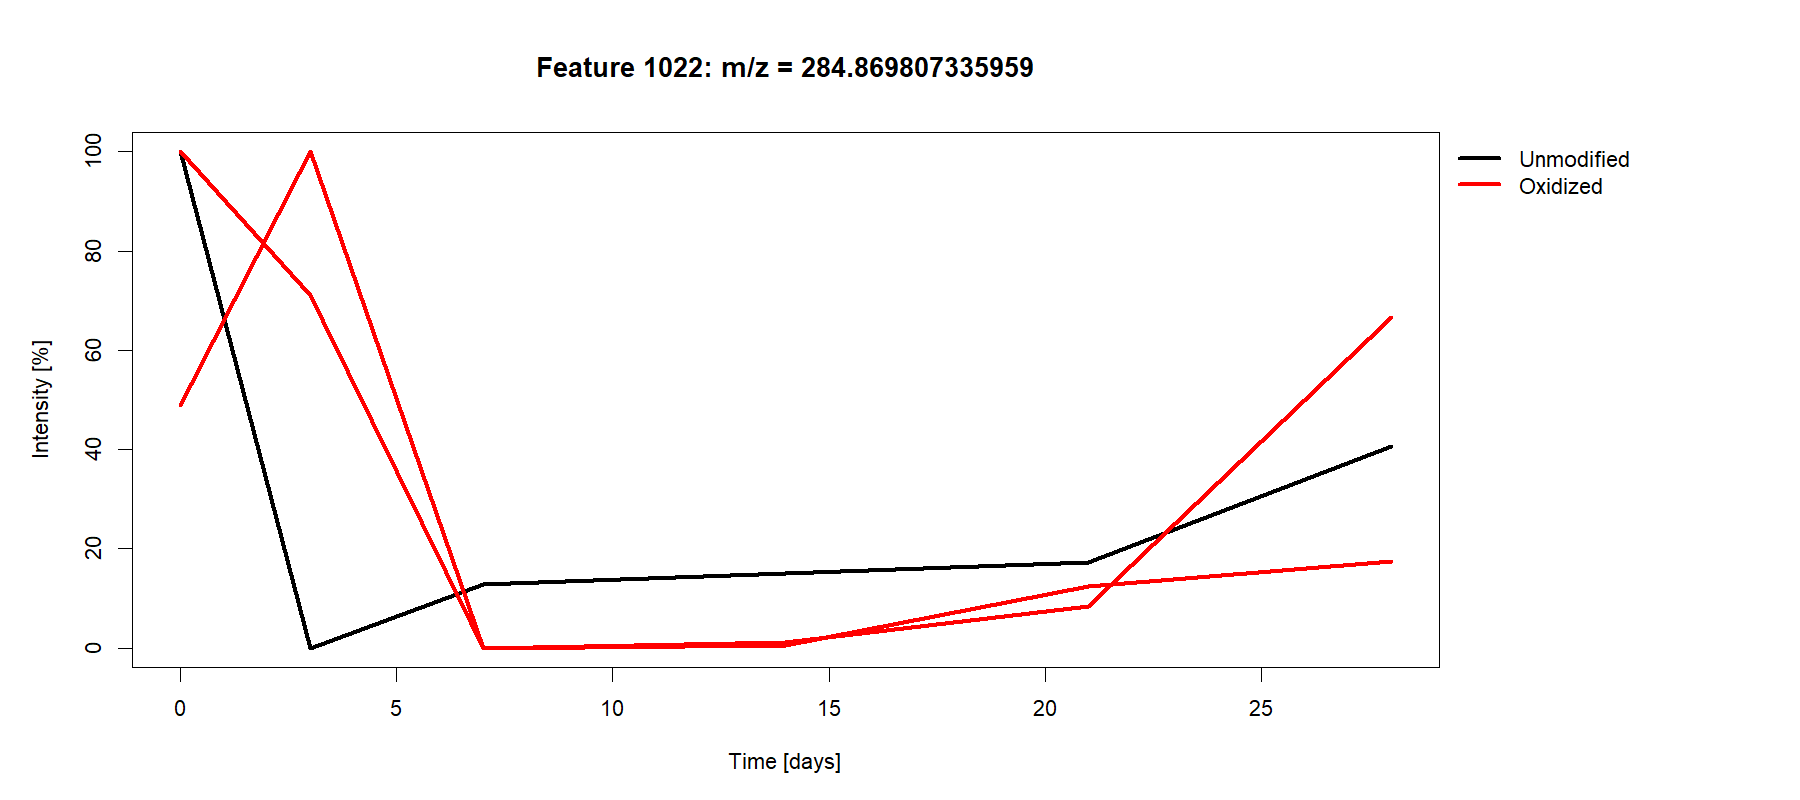 Feature 1022: m/z = 284.869807335959
Unmodified
Oxidized
100
80
60
40
20
0
Intensity [%]
0 5 10 15 20 25
Time [days]